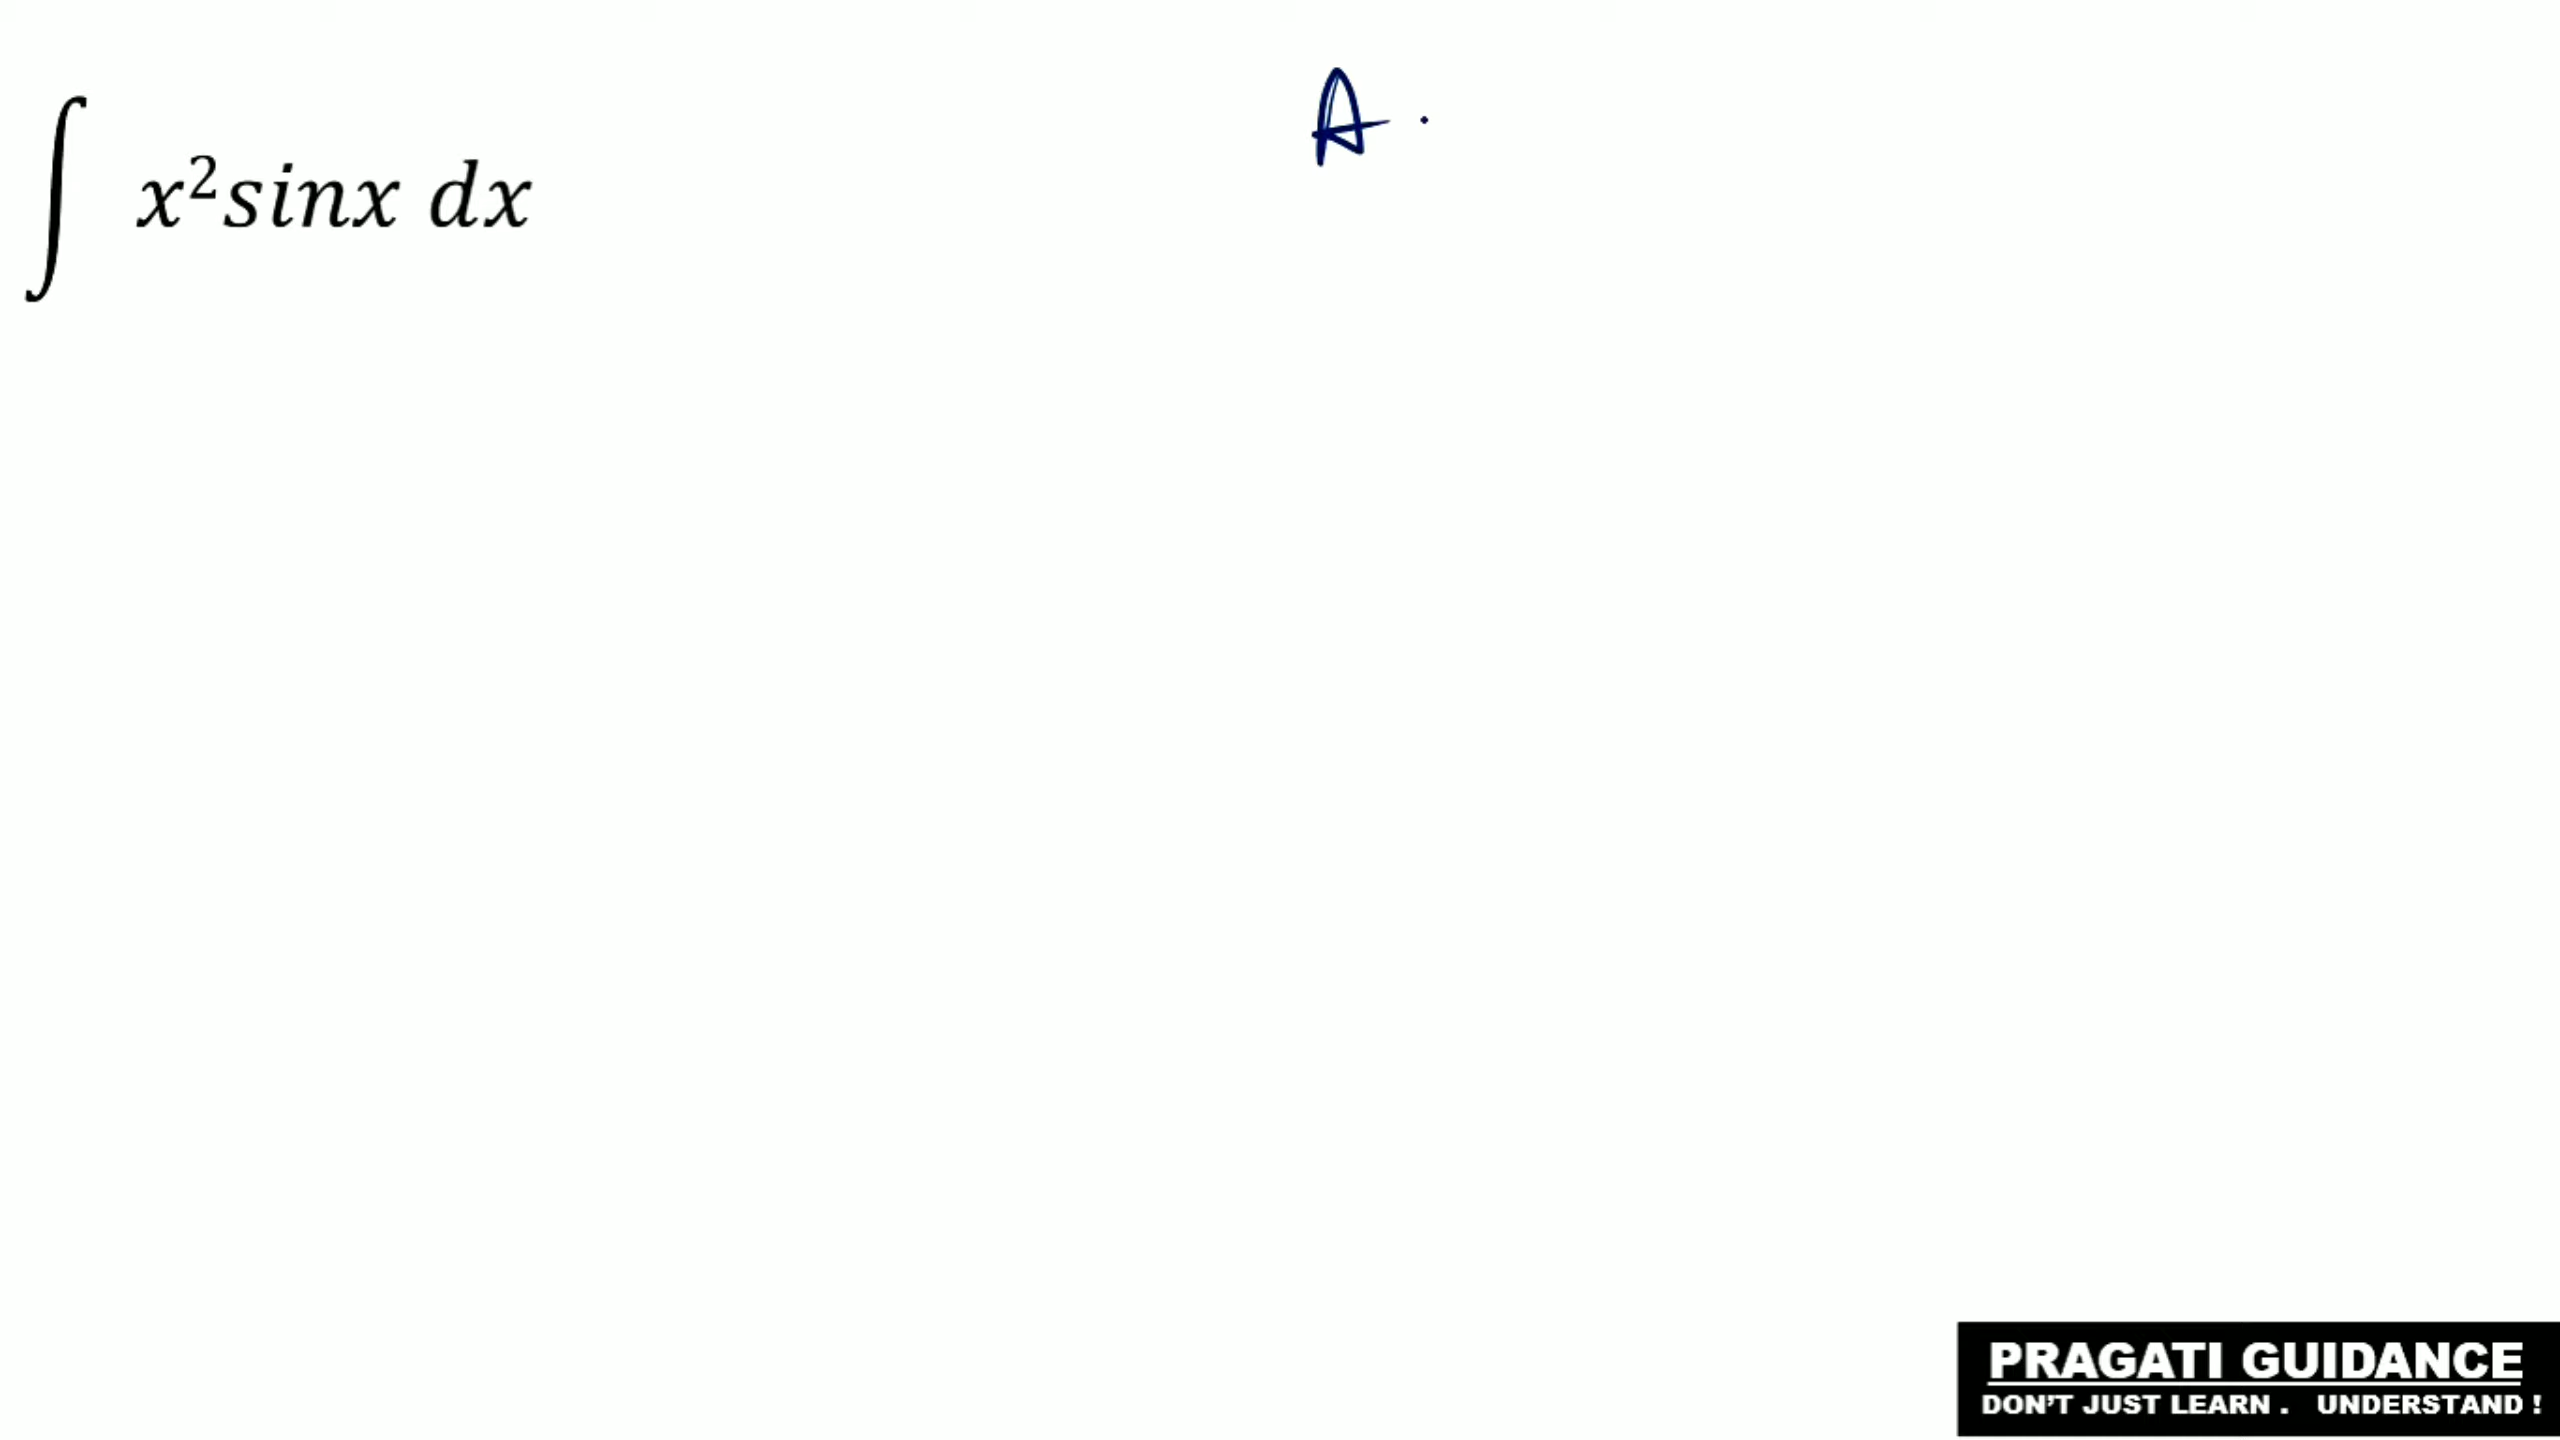 A .
∫ x²sinx dx
PRAGATI GUIDANCE
DON'T JUST LEARN . UNDERSTAND !